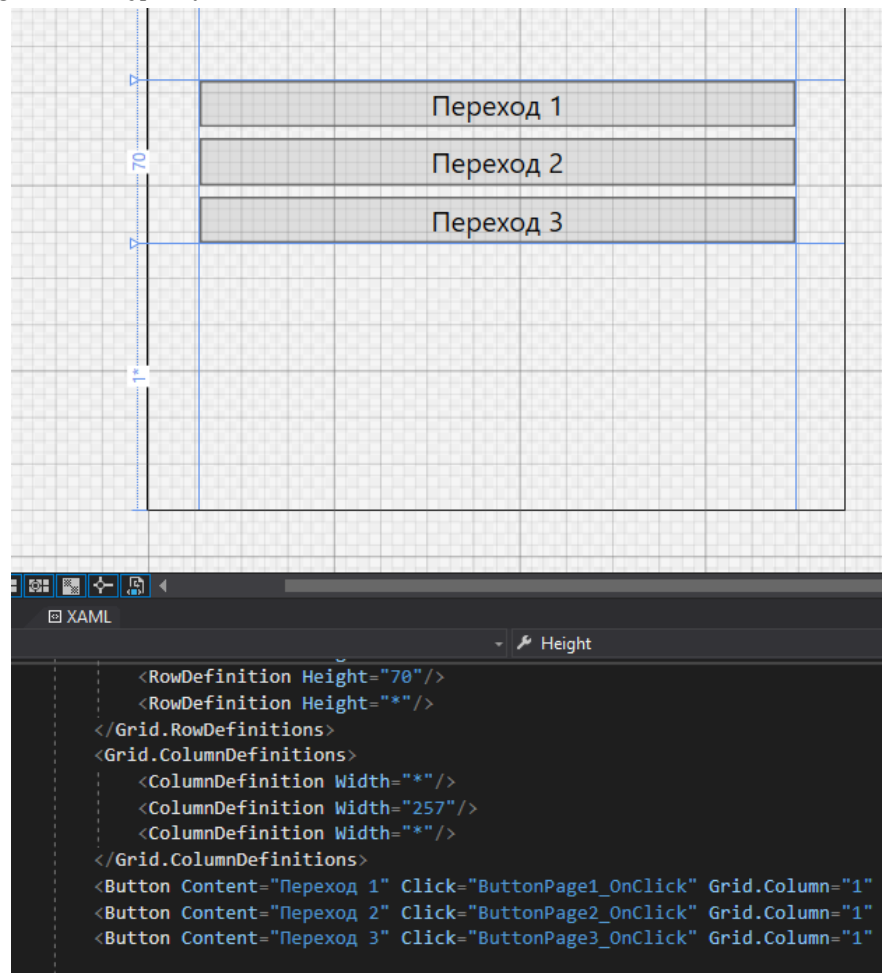 Переход 1
70
Переход 2
Переход 3
1*
XAML
Height
<RowDefinition Height="70"/>
<RowDefinition Height="*"/>
</Grid.RowDefinitions>
<Grid.ColumnDefinitions>
<ColumnDefinition Width="*"/>
<ColumnDefinition Width="257"/>
<ColumnDefinition Width="*"/>
</Grid.ColumnDefinitions>
<Button Content="Переход 1" Click="ButtonPage1_OnClick" Grid.Column="1"
<Button Content="Переход 2" Click="ButtonPage2_OnClick" Grid.Column="1"
<Button Content="Переход 3" Click="ButtonPage3_OnClick" Grid.Column="1"